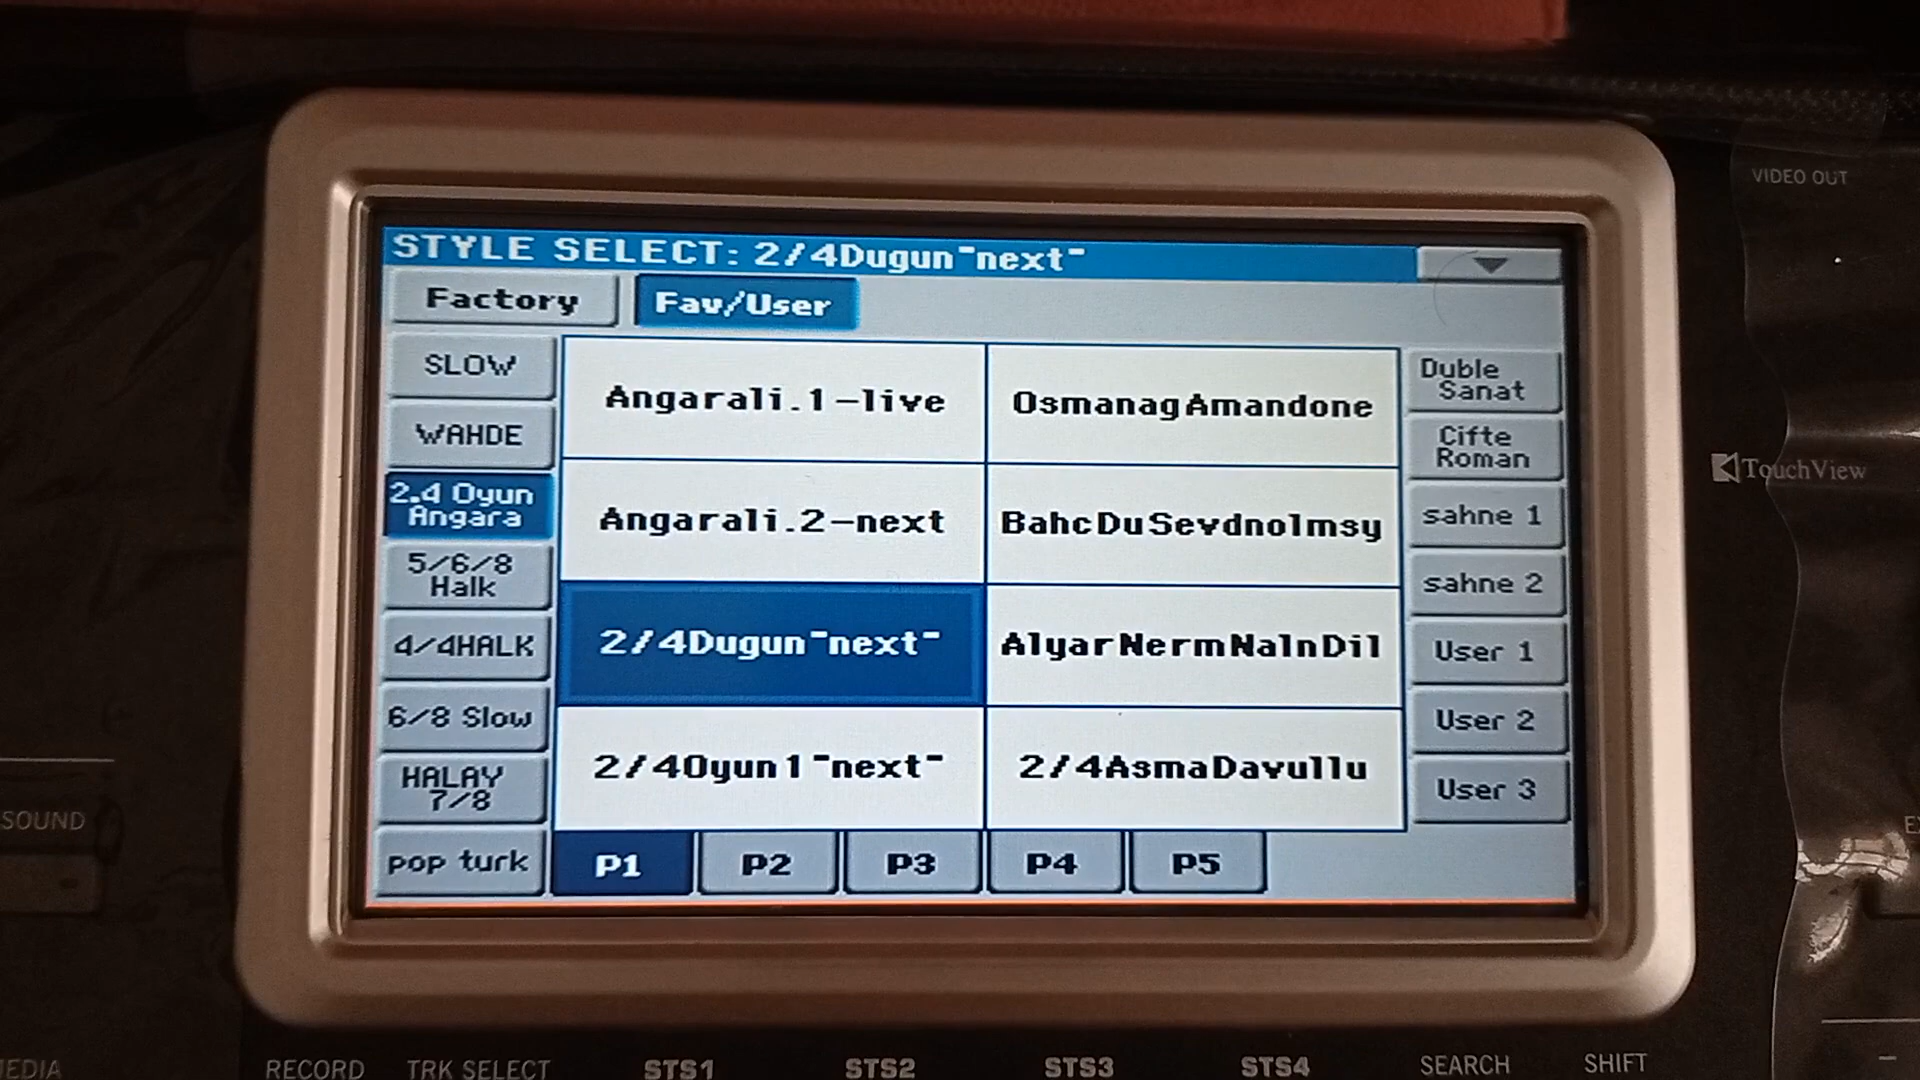 VIDEO OUT
STYLE SELECT: 2/4Dugun~next~
Factory
Fav/User
SLOW
WAHDE
2.4 Oyun
Angara
5/6/8
Halk
4/4HALK
6/8 Slow
HALAY
7/8
pop turk
Angarali.1-live
OsmanagAmandone
Angarali.2-next
BahcDuSevdnolmsy
2/4Dugun~next~
AlyarNermNalnDil
2/4Oyun1~next~
2/4AsmaDavullu
Duble
Sanat
Cifte
Roman
sahne 1
sahne 2
User 1
User 2
User 3
P1
P2
P3
P4
P5
TouchView
SOUND
RECORD
TRK SELECT
STS1
STS2
STS3
STS4
SEARCH
SHIFT